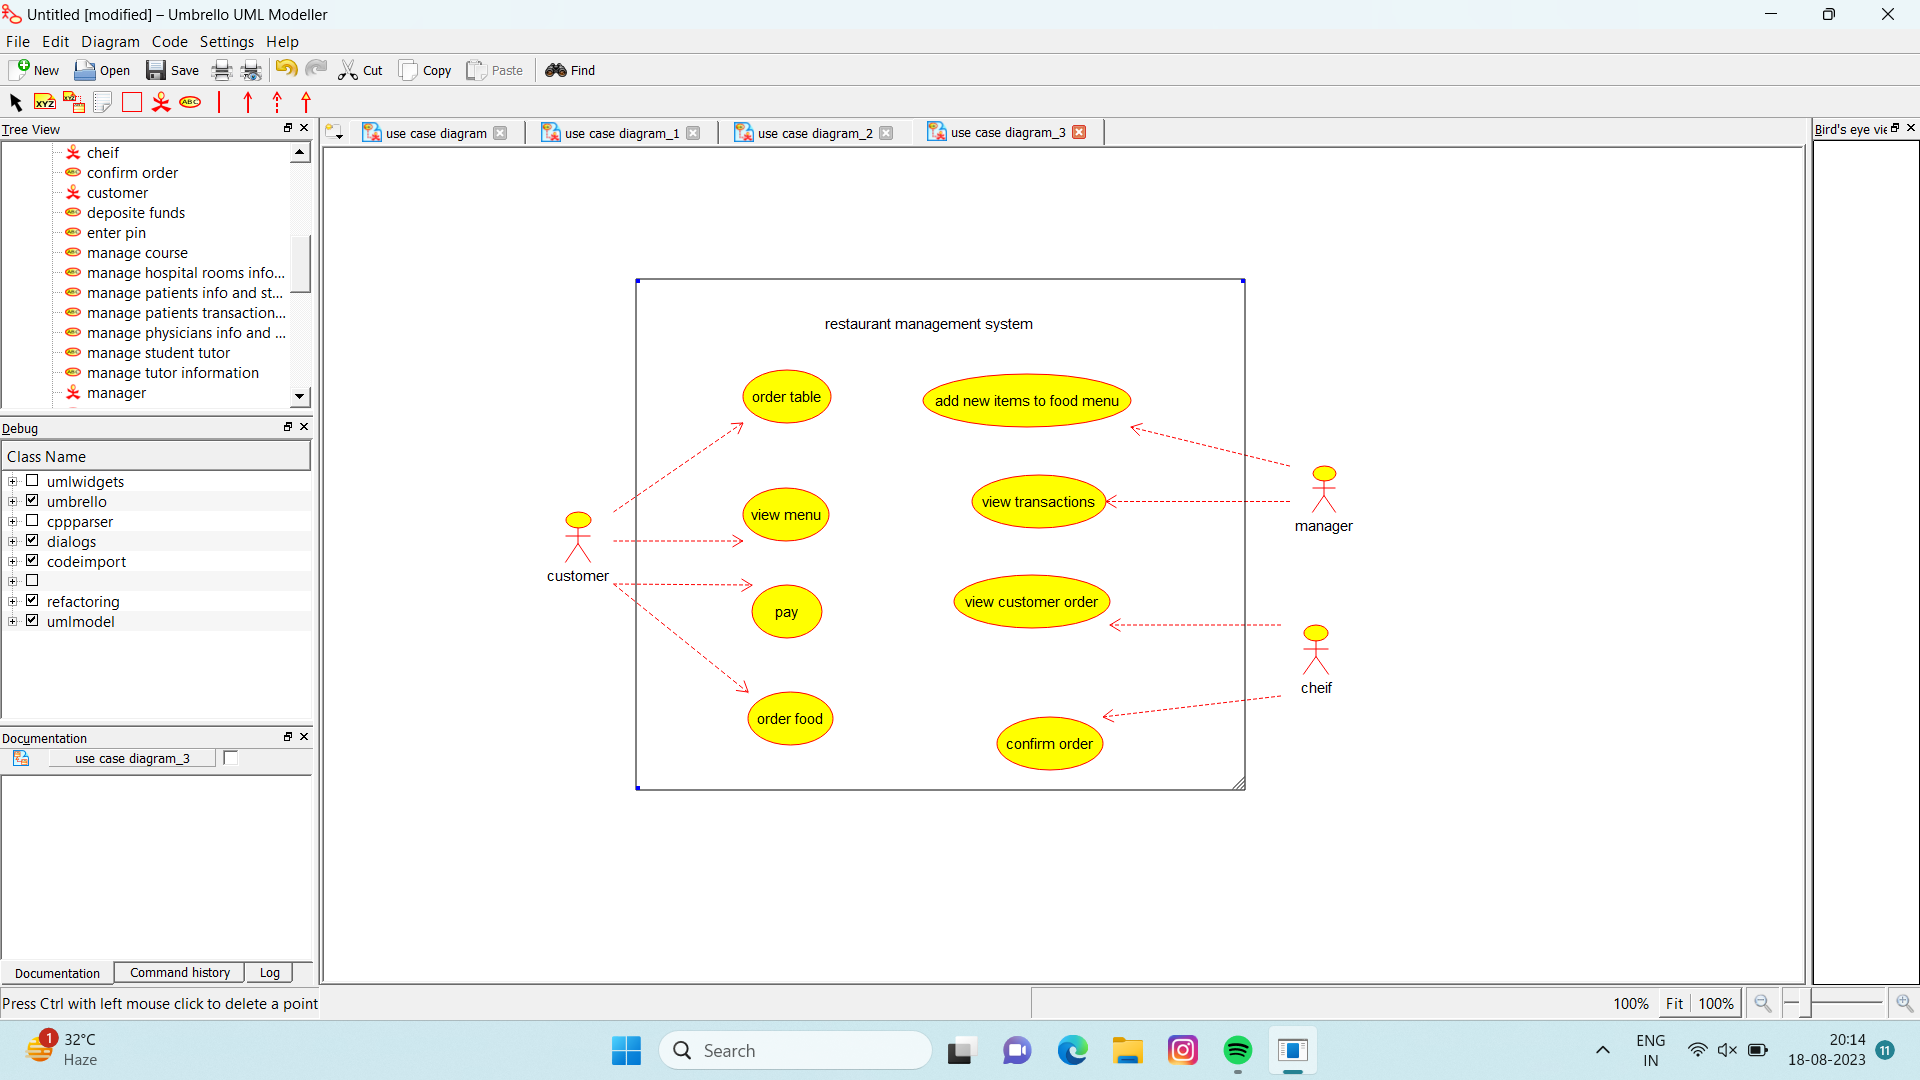 Untitled [modified] – Umbrello UML Modeller
File Edit Diagram Code Settings Help
New Open Save Cut Copy Paste Find
XYZ XYZ ABC
Tree View
use case diagram use case diagram_1 use case diagram_2 use case diagram_3
Bird's eye vie
cheif
confirm order
customer
deposite funds
enter pin
manage course
manage hospital rooms info...
manage patients info and st...
manage patients transaction...
manage physicians info and ...
manage student tutor
manage tutor information
manager
Debug
Class Name
umlwidgets
umbrello
cppparser
dialogs
codeimport
refactoring
umlmodel
Documentation
use case diagram_3
Documentation Command history Log
restaurant management system
order table
add new items to food menu
view menu
view transactions
manager
customer
pay
view customer order
cheif
order food
confirm order
Press Ctrl with left mouse click to delete a point
100% Fit 100%
1
32°C
Haze
Search
ENG
IN
20:14
18-08-2023
11